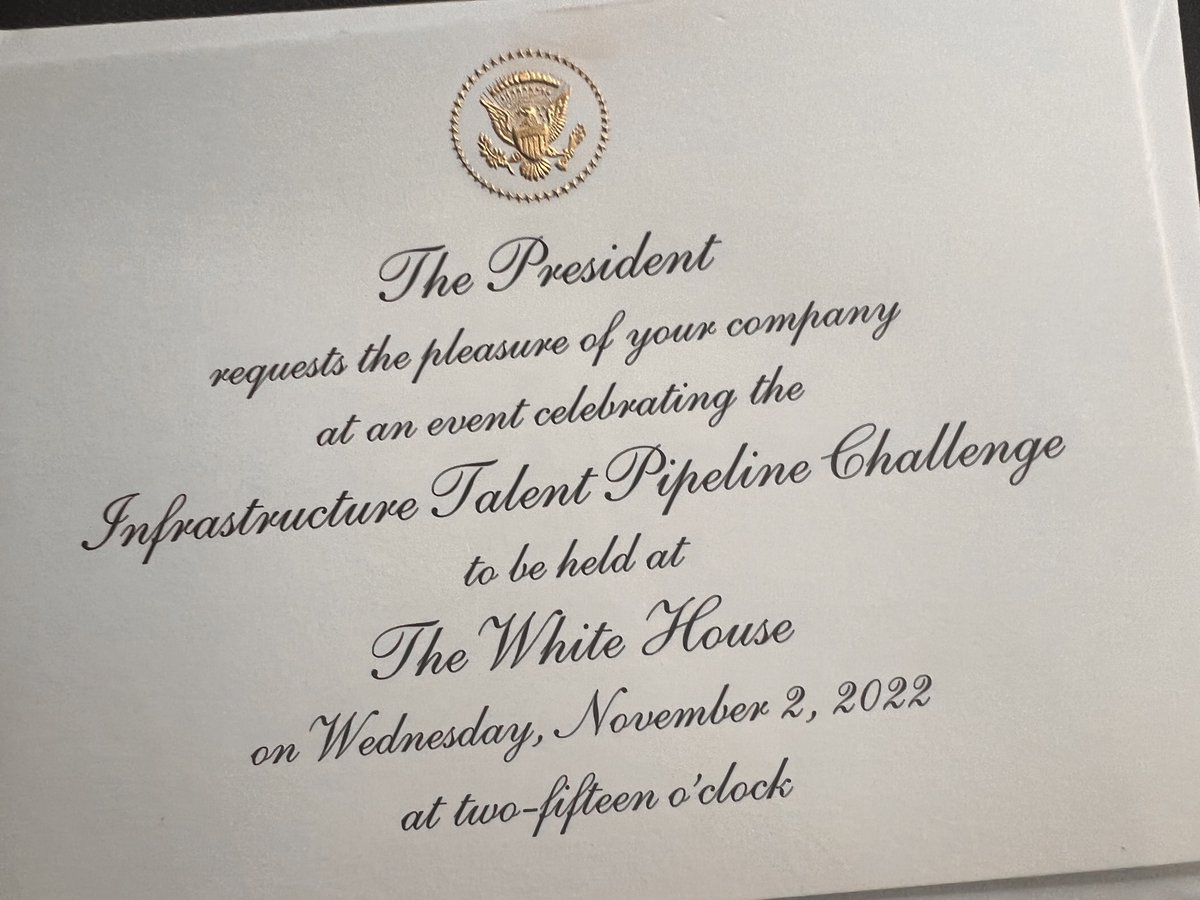 The President
requests the pleasure of your company
at an event celebrating the
Infrastructure Talent Pipeline Challenge
to be held at
The White House
on Wednesday, November 2, 2022
at two-fifteen o'clock